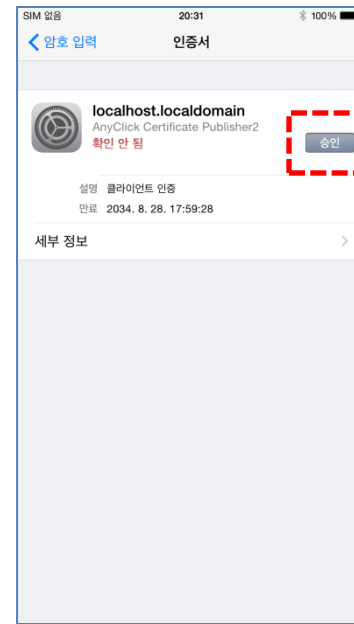 SIM 없음 20:31 100%
암호 입력 인증서
localhost.localdomain
AnyClick Certificate Publisher2
확인 안 됨
승인
설명 클라이언트 인증
만료 2034. 8. 28. 17:59:28
세부 정보